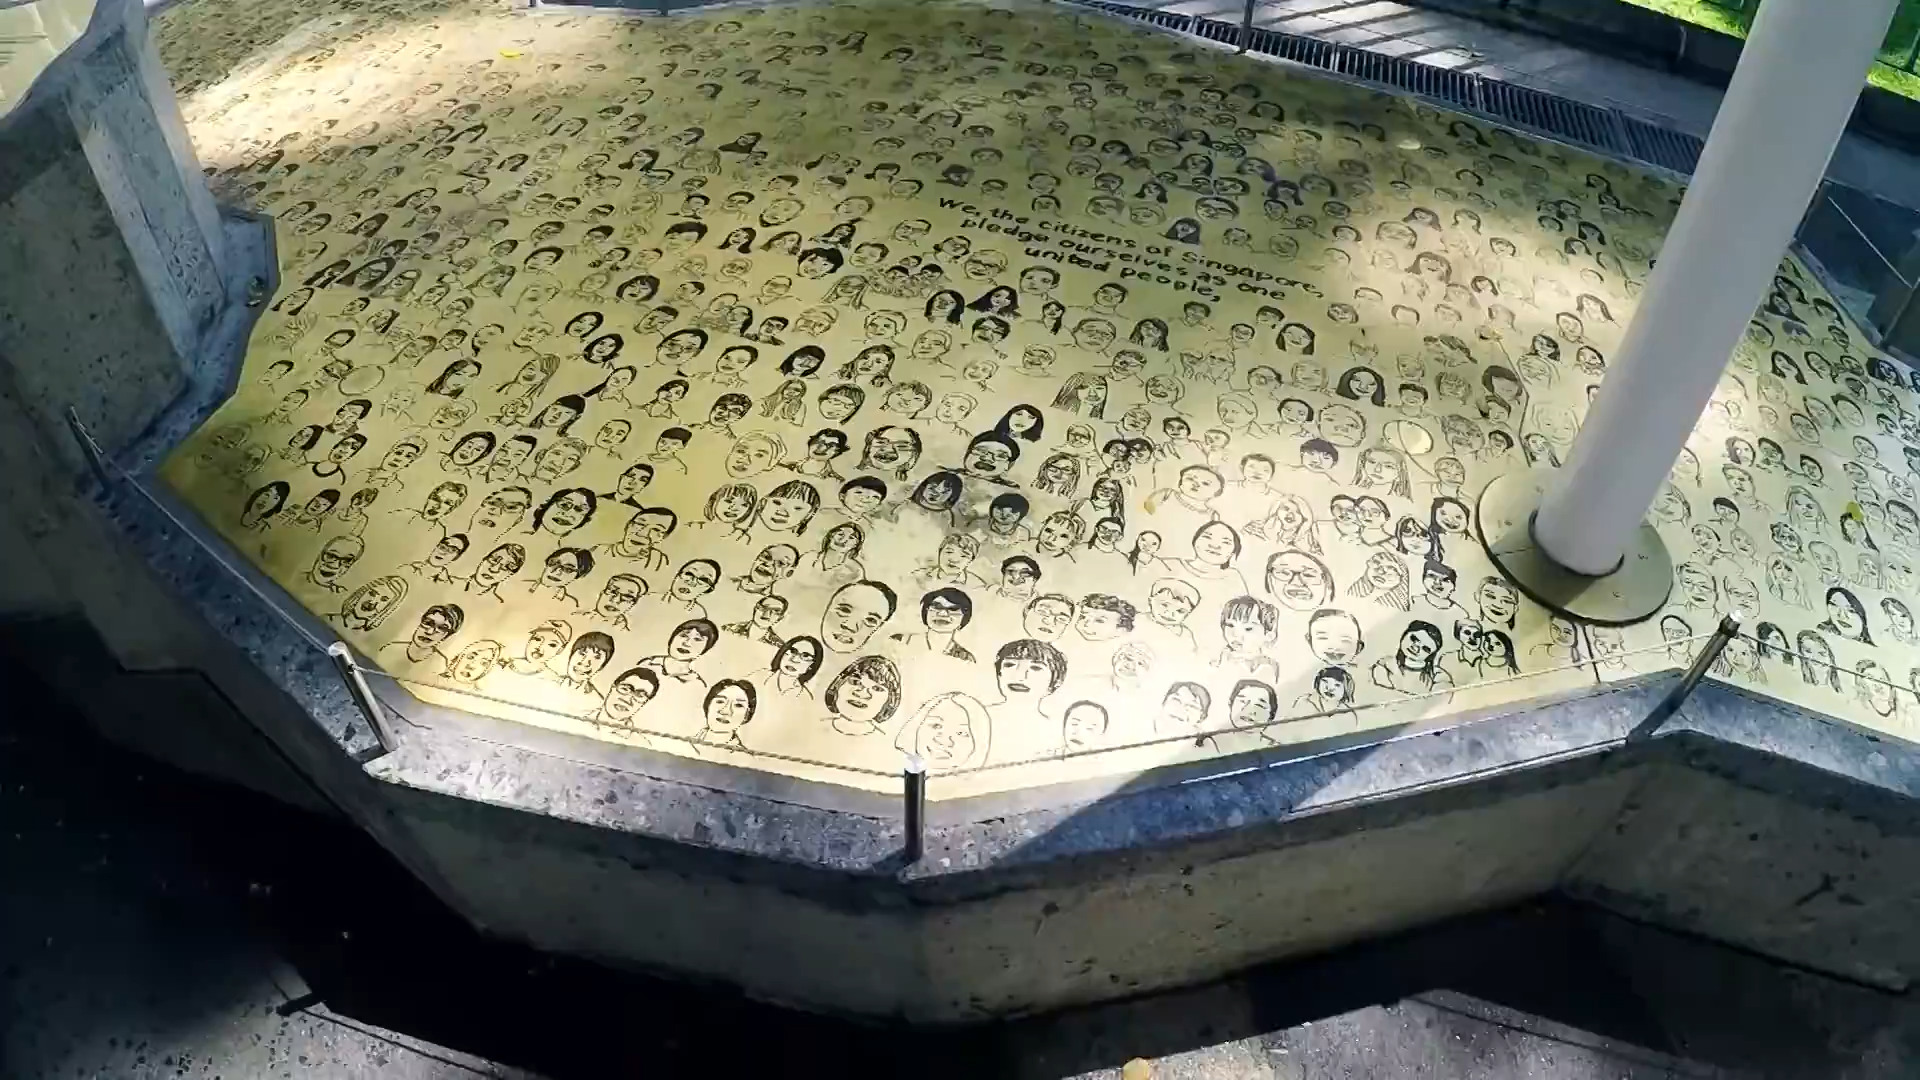 We, the citizens of Singapore,
pledge ourselves as one
united people,